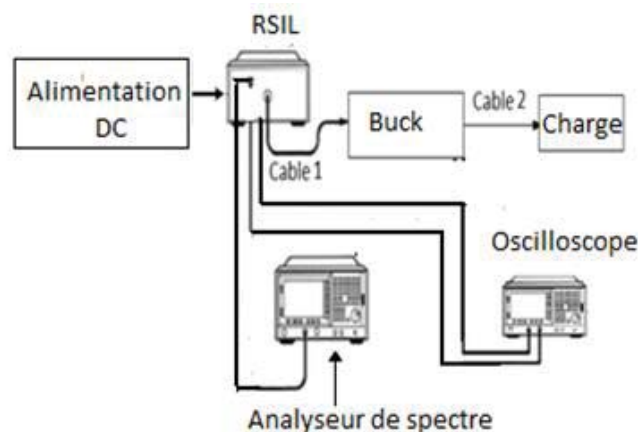 RSIL
Alimentation
DC
Buck
Cable 2
Charge
Cable 1
Oscilloscope
Analyseur de spectre